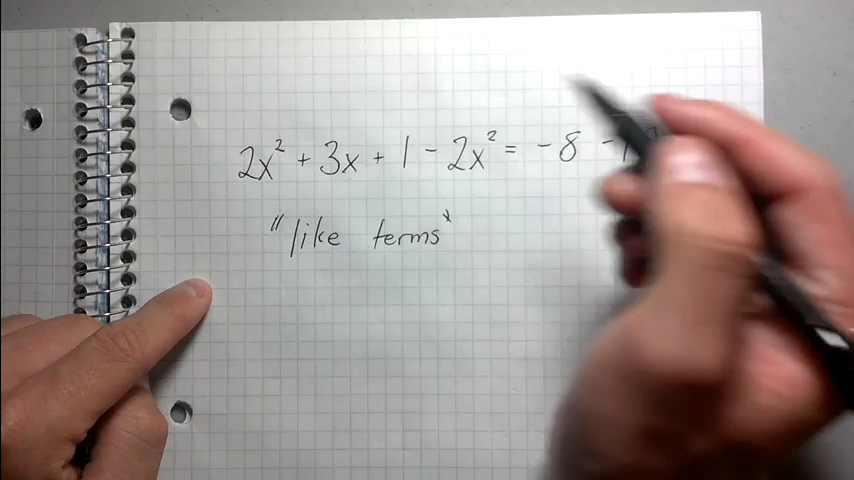 2x² + 3x + 1 - 2x² = -8 -
"like terms"